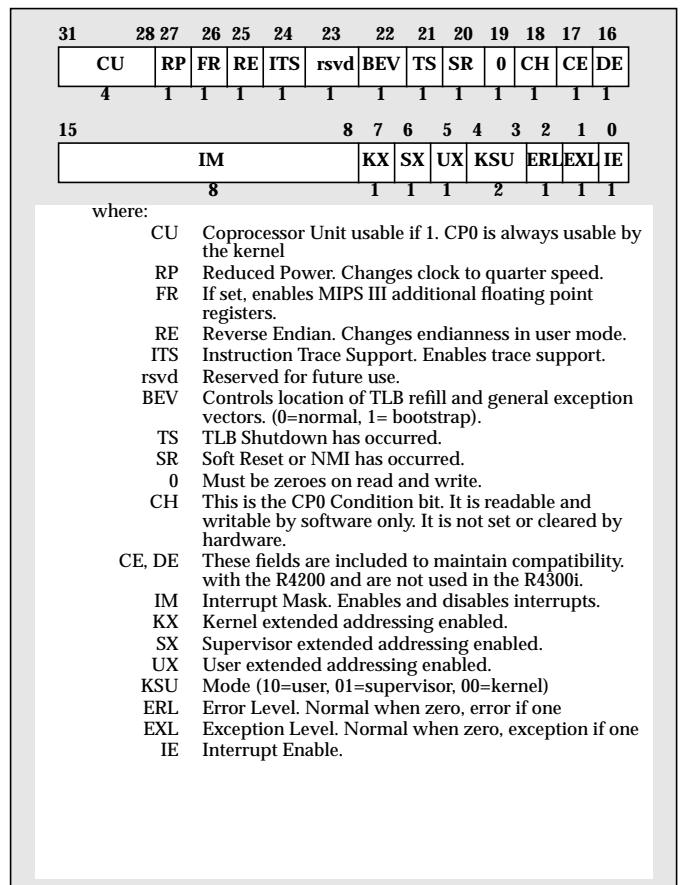 31 28 27 26 25 24 23 22 21 20 19 18 17 16
CU RP FR RE ITS rsvd BEV TS SR 0 CH CE DE
4 1 1 1 1 1 1 1 1 1 1 1 1
15 8 7 6 5 4 3 2 1 0
IM KX SX UX KSU ERL EXL IE
8 1 1 1 2 1 1 1
where:
CU Coprocessor Unit usable if 1. CP0 is always usable by
the kernel
RP Reduced Power. Changes clock to quarter speed.
FR If set, enables MIPS III additional floating point
registers.
RE Reverse Endian. Changes endianness in user mode.
ITS Instruction Trace Support. Enables trace support.
rsvd Reserved for future use.
BEV Controls location of TLB refill and general exception
vectors. (0=normal, 1= bootstrap).
TS TLB Shutdown has occurred.
SR Soft Reset or NMI has occurred.
0 Must be zeroes on read and write.
CH This is the CP0 Condition bit. It is readable and
writable by software only. It is not set or cleared by
hardware.
CE, DE These fields are included to maintain compatibility.
with the R4200 and are not used in the R4300i.
IM Interrupt Mask. Enables and disables interrupts.
KX Kernel extended addressing enabled.
SX Supervisor extended addressing enabled.
UX User extended addressing enabled.
KSU Mode (10=user, 01=supervisor, 00=kernel)
ERL Error Level. Normal when zero, error if one
EXL Exception Level. Normal when zero, exception if one
IE Interrupt Enable.